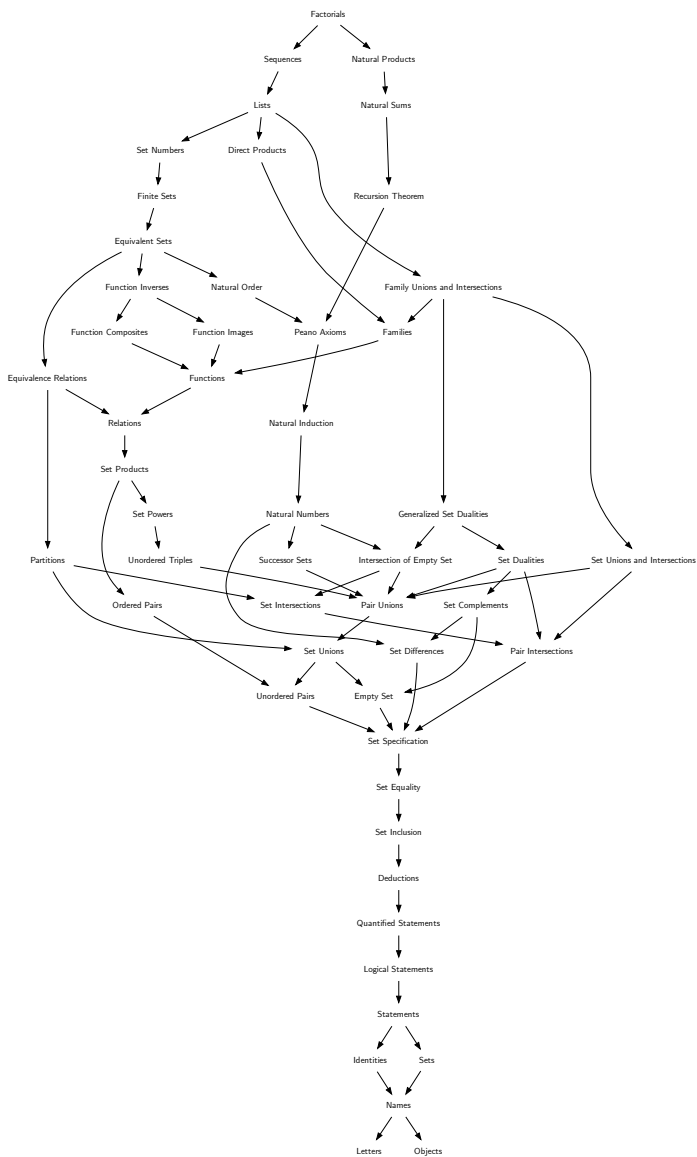 Factorials
Sequences
Natural Products
Lists
Natural Sums
Set Numbers
Direct Products
Finite Sets
Recursion Theorem
Equivalent Sets
Function Inverses
Natural Order
Family Unions and Intersections
Function Composites
Function Images
Peano Axioms
Families
Equivalence Relations
Functions
Relations
Natural Induction
Set Products
Set Powers
Natural Numbers
Generalized Set Dualities
Partitions
Unordered Triples
Successor Sets
Intersection of Empty Set
Set Dualities
Set Unions and Intersections
Ordered Pairs
Set Intersections
Pair Unions
Set Complements
Set Unions
Set Differences
Pair Intersections
Unordered Pairs
Empty Set
Set Specification
Set Equality
Set Inclusion
Deductions
Quantified Statements
Logical Statements
Statements
Identities
Sets
Names
Letters
Objects